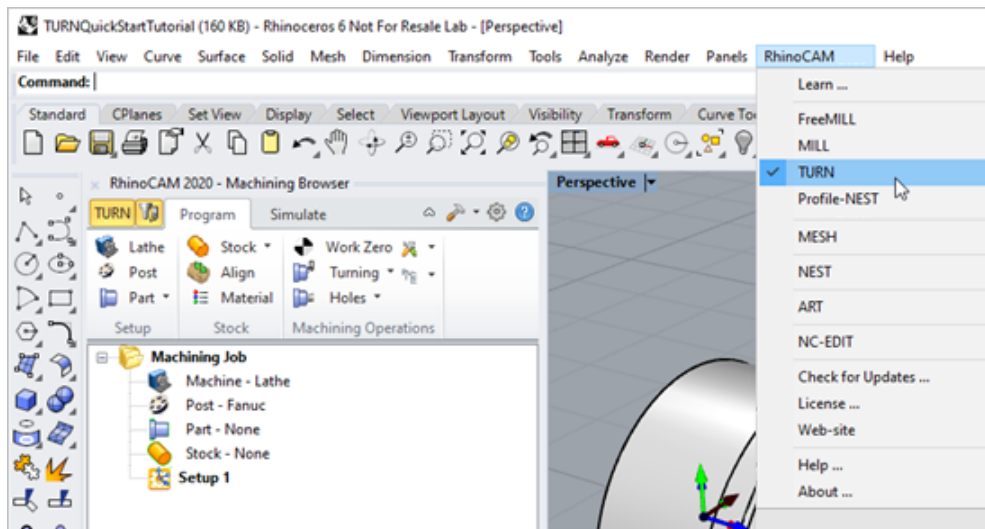 TURNQuickStartTutorial (160 KB) - Rhinoceros 6 Not For Resale Lab - [Perspective]
File Edit View Curve Surface Solid Mesh Dimension Transform Tools Analyze Render Panels RhinoCAM Help
Command:
Standard CPlanes Set View Display Select Viewport Layout Visibility Transform Curve To
RhinoCAM 2020 - Machining Browser
TURN Program Simulate
Lathe Stock Work Zero
Post Align Turning
Part Material Holes
Setup Stock Machining Operations
Machining Job
Machine - Lathe
Post - Fanuc
Part - None
Stock - None
Setup 1
Perspective
Learn ...
FreeMILL
MILL
TURN
Profile-NEST
MESH
NEST
ART
NC-EDIT
Check for Updates ...
License ...
Web-site
Help ...
About ...